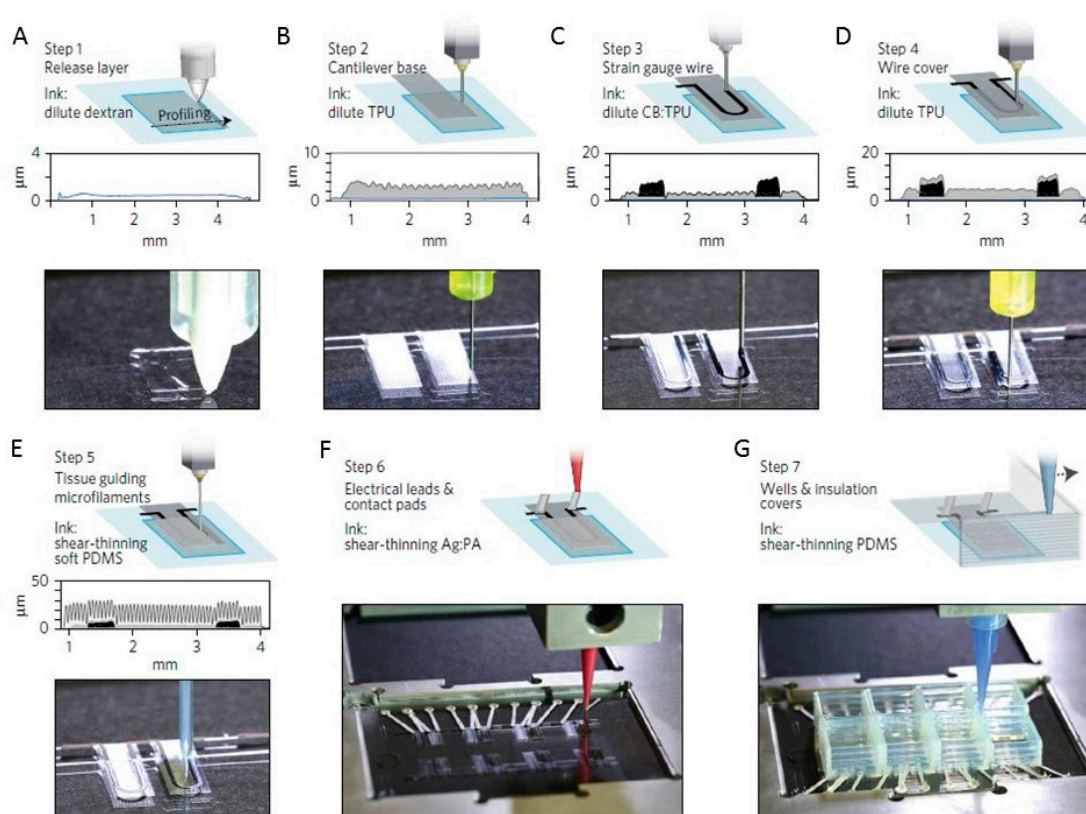 A
Step 1
Release layer
Ink:
dilute dextran
Profiling
4
0
μm
1
2
3
4
mm
B
Step 2
Cantilever base
Ink:
dilute TPU
10
0
μm
1
2
3
4
mm
C
Step 3
Strain gauge wire
Ink:
dilute CB:TPU
20
0
μm
1
2
3
4
mm
D
Step 4
Wire cover
Ink:
dilute TPU
20
0
μm
1
2
3
4
mm
E
Step 5
Tissue guiding
microfilaments
Ink:
shear-thinning
soft PDMS
50
0
μm
1
2
3
4
mm
F
Step 6
Electrical leads &
contact pads
Ink:
shear-thinning Ag:PA
G
Step 7
Wells & insulation
covers
Ink:
shear-thinning PDMS